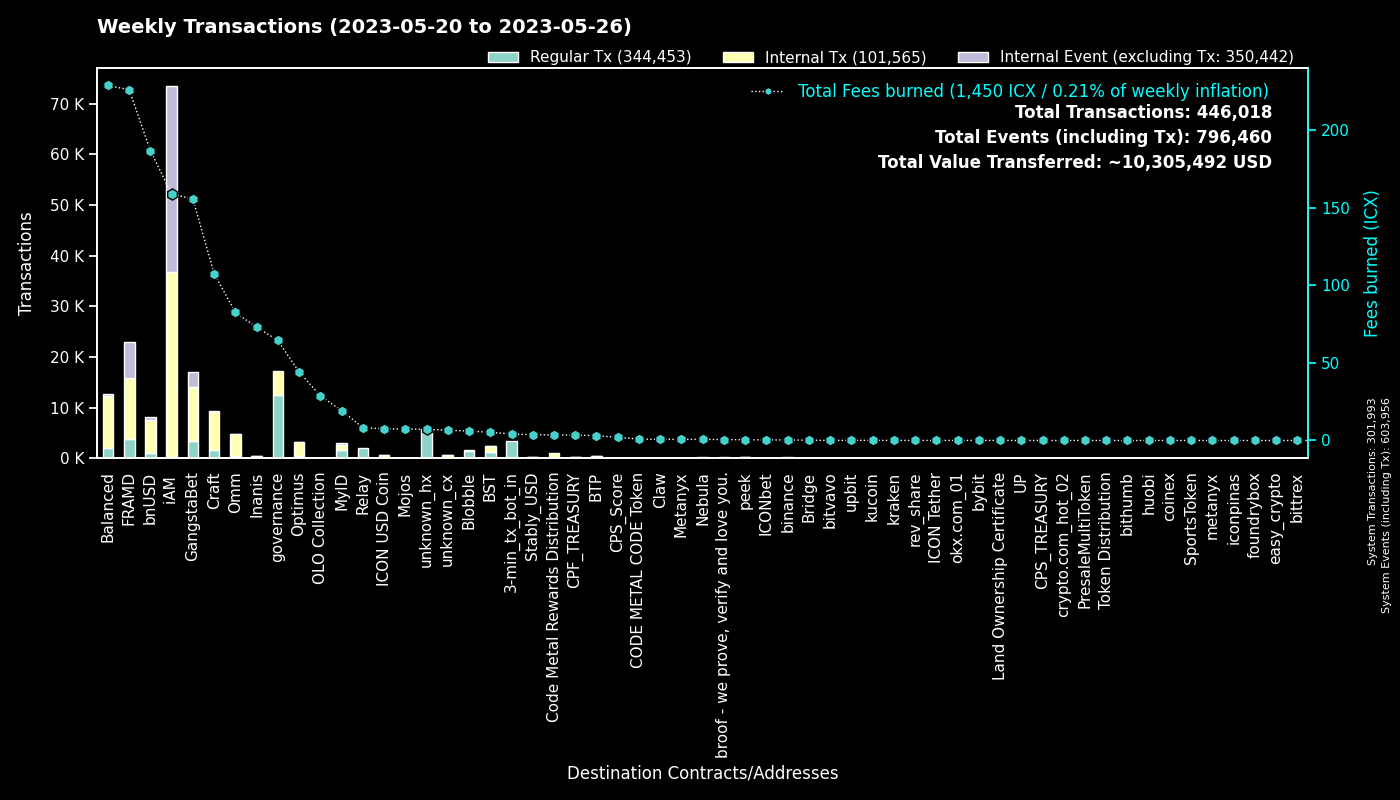 Weekly Transactions (2023-05-20 to 2023-05-26)
Regular Tx (344,453)
Internal Tx (101,565)
Internal Event (excluding Tx: 350,442)
Total Fees burned (1,450 ICX / 0.21% of weekly inflation)
Total Transactions: 446,018
Total Events (including Tx): 796,460
Total Value Transferred: ~10,305,492 USD
Transactions
70 K
60 K
50 K
40 K
30 K
20 K
10 K
0 K
200
150
100
50
0
Fees burned (ICX)
System Transactions: 301,993
System Events (including Tx): 603,956
Balanced
FRAMD
bnUSD
iAM
GangstaBet
Craft
Omm
Inanis
governance
Optimus
OLO Collection
MyID
Relay
ICON USD Coin
Mojos
unknown_hx
unknown_cx
Blobble
BST
3-min_tx_bot_in
Stably_USD
Code Metal Rewards Distribution
CPF_TREASURY
BTP
CPS_Score
CODE METAL CODE Token
Claw
Metanyx
Nebula
broof - we prove, verify and love you.
peek
ICONbet
binance
Bridge
bitvavo
upbit
kucoin
kraken
rev_share
ICON Tether
okx.com_01
bybit
Land Ownership Certificate
UP
CPS_TREASURY
crypto.com_hot_02
PresaleMultiToken
Token Distribution
bithumb
huobi
coinex
SportsToken
metanyx
iconpinas
foundrybox
easy_crypto
bittrex
Destination Contracts/Addresses